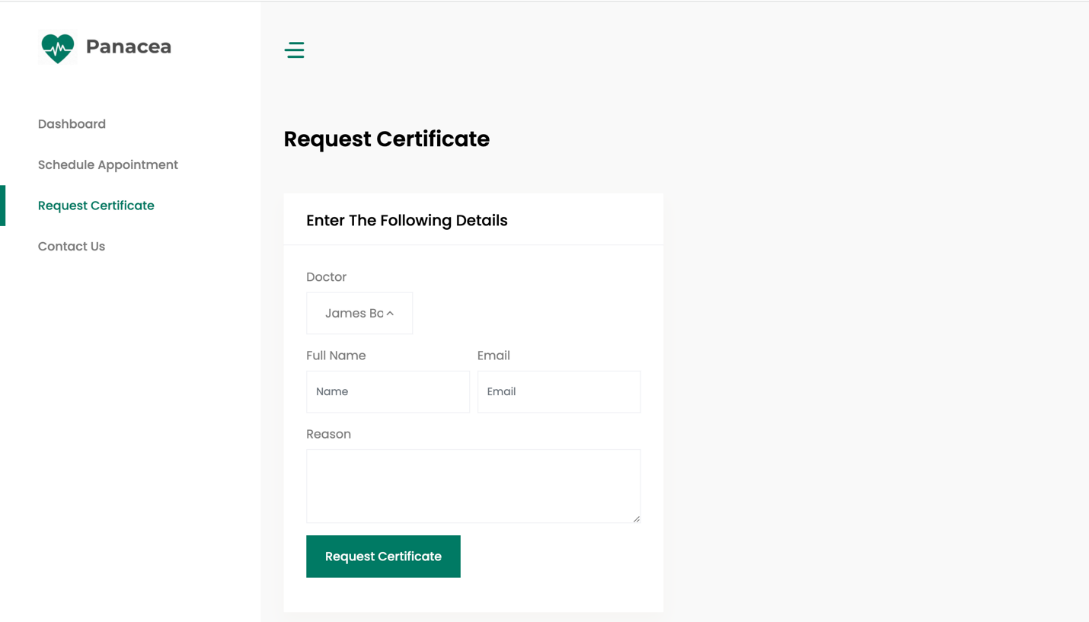 Panacea
Dashboard
Schedule Appointment
Request Certificate
Contact Us
Request Certificate
Enter The Following Details
Doctor
James Bo
Full Name Email
Name Email
Reason
Request Certificate